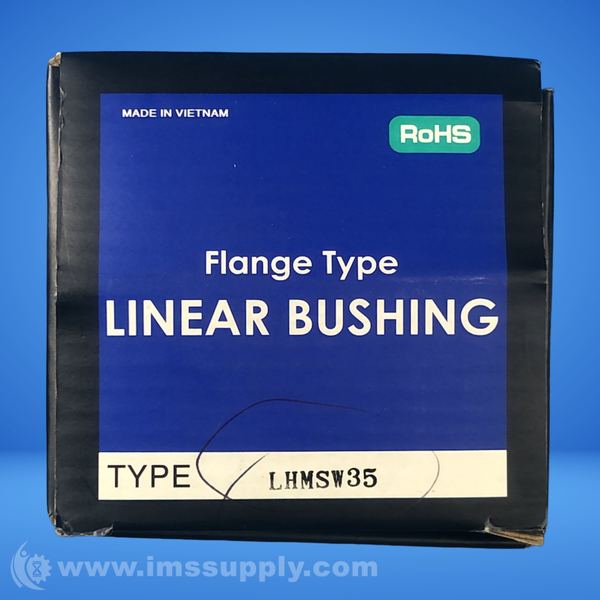 MADE IN VIETNAM
RoHS
Flange Type
LINEAR BUSHING
TYPE LHMSW35
www.imssupply.com